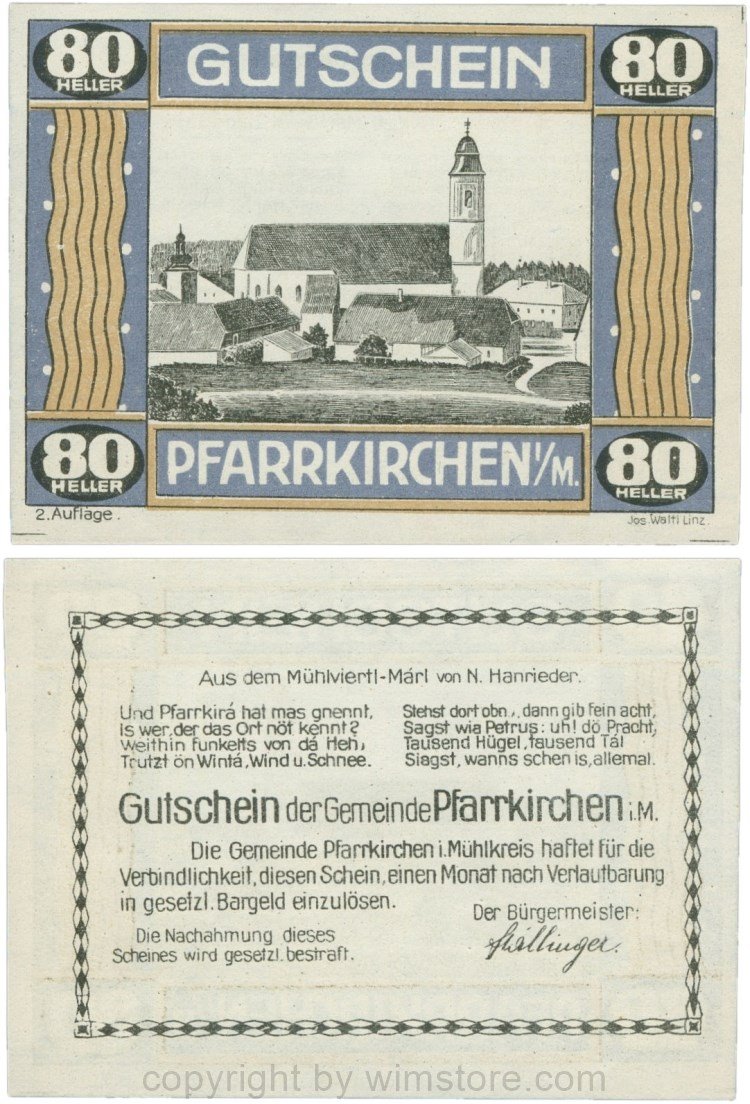 80 HELLER
GUTSCHEIN
80 HELLER
80 HELLER
PFARRKIRCHEN I/M.
80 HELLER
2. Auflage.
Jos. Wältl Linz.
Aus dem Mühlviertl-Márl von N. Hanrieder.
Und Pfarrkirá hat mas gnennt,
Is wer, der das Ort nöt kennt?
Weithin funkelts von dá Heh,
Trutzt ön Wintá, Wind u. Schnee.
Stehst dort obn, dann gib fein acht,
Sagst wia Petrus: uh! dö Pracht,
Tausend Hügel, tausend Tál
Siagst, wanns schen is, allemal.
Gutschein der Gemeinde Pfarrkirchen i. M.
Die Gemeinde Pfarrkirchen i. Mühlkreis haftet für die
Verbindlichkeit, diesen Schein, einen Monat nach Verlautbarung
in gesetzl. Bargeld einzulösen.
Der Bürgermeister:
Die Nachahmung dieses
Scheines wird gesetzl. bestraft.
copyright by wimstore.com